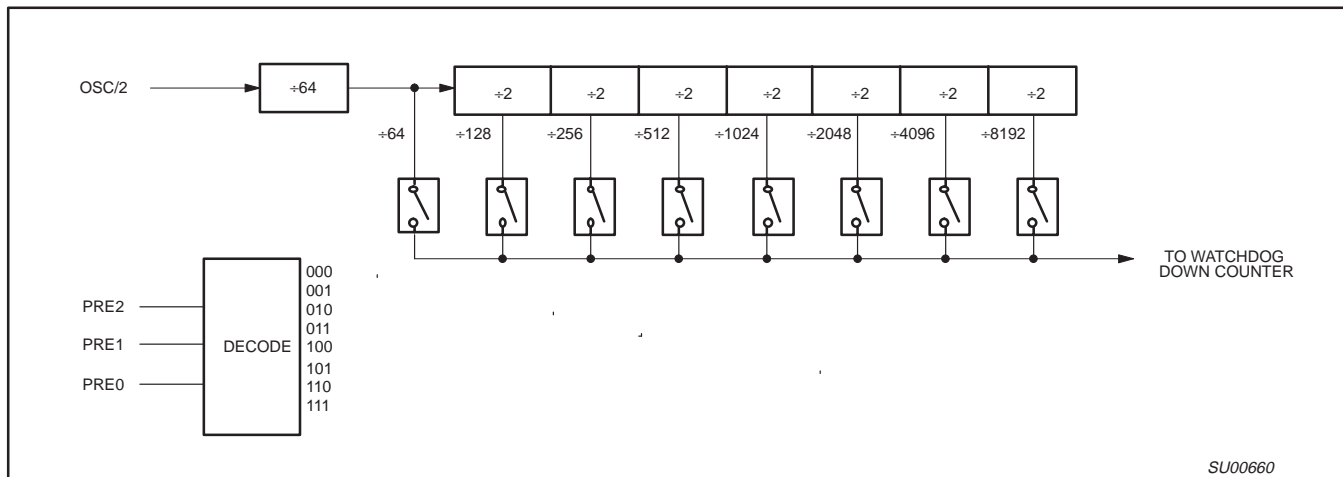 OSC/2
÷64
÷2 ÷2 ÷2 ÷2 ÷2 ÷2 ÷2
÷64 ÷128 ÷256 ÷512 ÷1024 ÷2048 ÷4096 ÷8192
TO WATCHDOG
DOWN COUNTER
PRE2
PRE1
PRE0
DECODE
000
001
010
011
100
101
110
111
SU00660